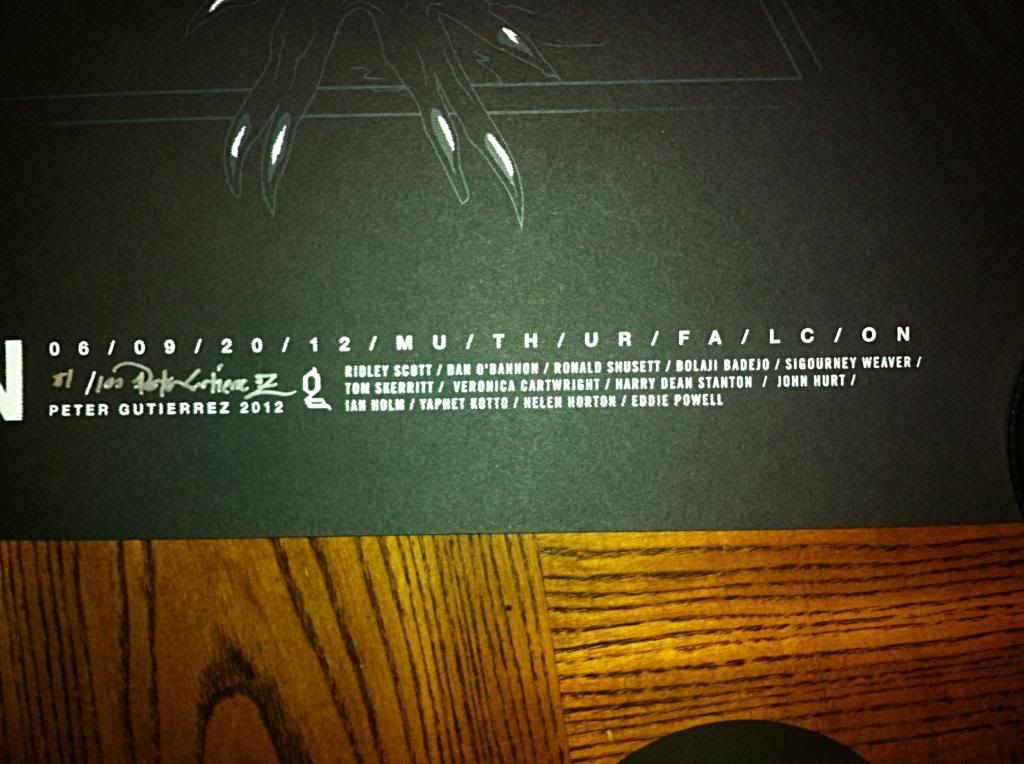 N
06/09/20/12/MU/TH/UR/FA/LC/ON
/100
PETER GUTIERREZ 2012
RIDLEY SCOTT / DAN O'BANNON / RONALD SHUSETT / BOLAJI BADEJO / SIGOURNEY WEAVER /
TOM SKERRITT / VERONICA CARTWRIGHT / HARRY DEAN STANTON / JOHN HURT /
IAN HOLM / YAPHET KOTTO / HELEN HORTON / EDDIE POWELL